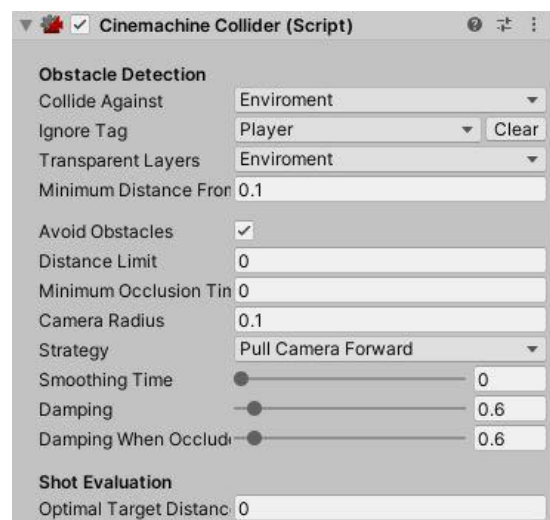 Cinemachine Collider (Script)
Obstacle Detection
Collide Against Enviroment
Ignore Tag Player Clear
Transparent Layers Enviroment
Minimum Distance Fror 0.1
Avoid Obstacles
Distance Limit 0
Minimum Occlusion Tin 0
Camera Radius 0.1
Strategy Pull Camera Forward
Smoothing Time 0
Damping 0.6
Damping When Occlude 0.6
Shot Evaluation
Optimal Target Distanc 0